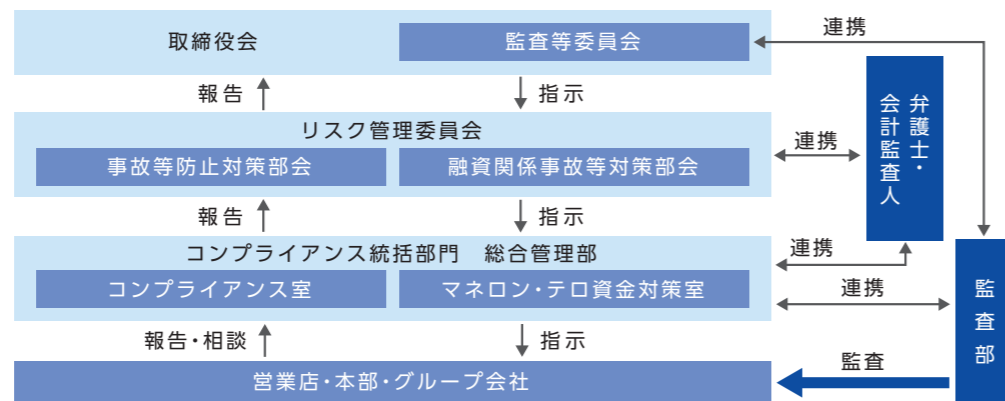 取締役会
監査等委員会
連携
報告
指示
リスク管理委員会
事故等防止対策部会
融資関係事故等対策部会
連携
弁護士・
会計監査人
報告
指示
コンプライアンス統括部門　総合管理部
コンプライアンス室
マネロン・テロ資金対策室
連携
連携
監査部
報告・相談
指示
営業店・本部・グループ会社
監査